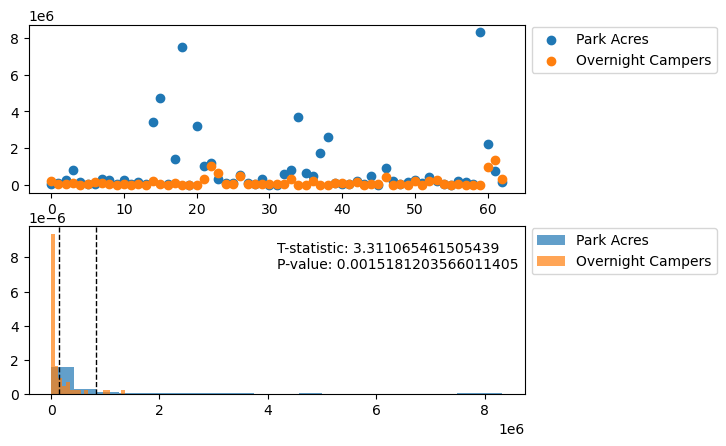 1e6
8
6
4
2
0
Park Acres
Overnight Campers
0 10 20 30 40 50 60
1e−6
8
6
4
2
0
T-statistic: 3.311065461505439
P-value: 0.0015181203566011405
Park Acres
Overnight Campers
0 2 4 6 8
1e6